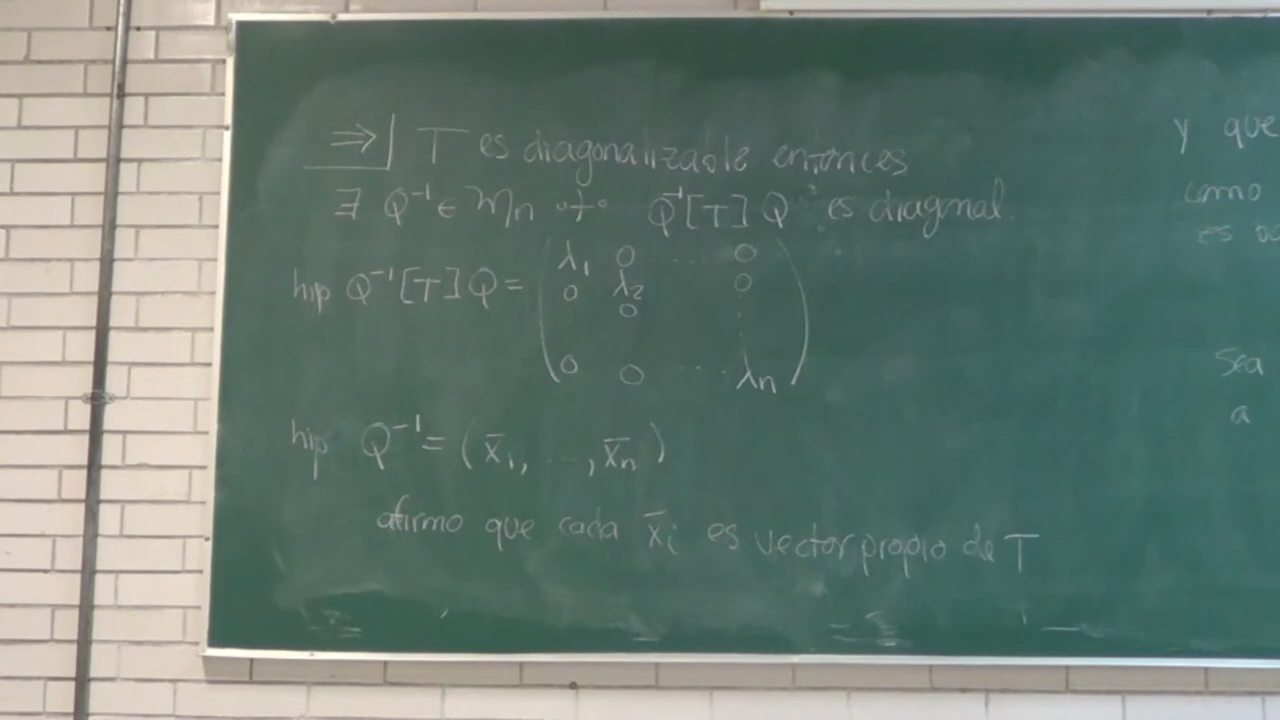 ⇒| T es diagonalizable entonces
∃ Q⁻¹ ∈ Mn ·+· Q⁻¹[T]Q es diagonal.
hip Q⁻¹[T]Q =
λ₁ 0 ... 0
0 λ₂ 0
0
0 0 ... λn
hip Q⁻¹ = (x̄₁, ..., x̄n)
afirmo que cada x̄i es vector propio de T
y que
como
es
Sea
a